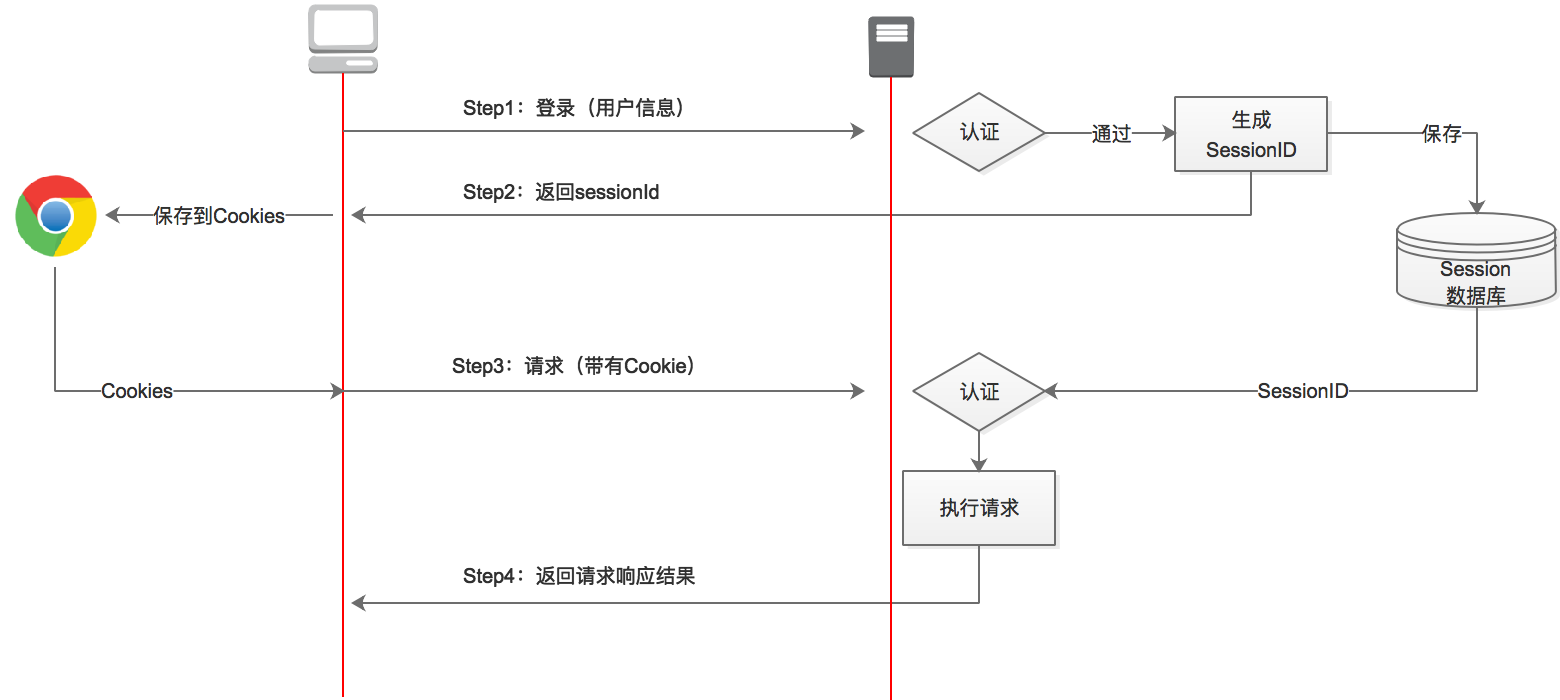 Step1：登录（用户信息）
认证
通过
生成
SessionID
保存
Step2：返回sessionId
保存到Cookies
Session
数据库
Step3：请求（带有Cookie）
Cookies
认证
SessionID
执行请求
Step4：返回请求响应结果